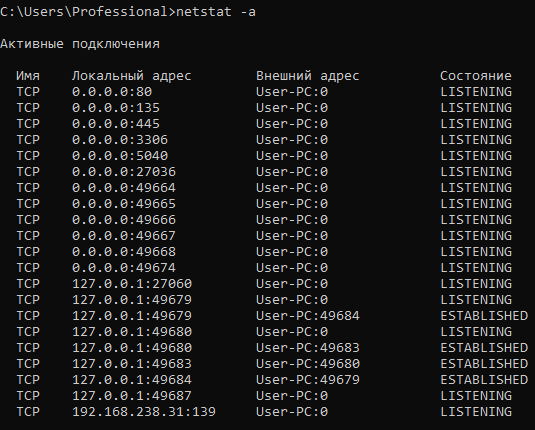 C:\Users\Professional>netstat -a
Активные подключения
Имя Локальный адрес Внешний адрес Состояние
TCP 0.0.0.0:80 User-PC:0 LISTENING
TCP 0.0.0.0:135 User-PC:0 LISTENING
TCP 0.0.0.0:445 User-PC:0 LISTENING
TCP 0.0.0.0:3306 User-PC:0 LISTENING
TCP 0.0.0.0:5040 User-PC:0 LISTENING
TCP 0.0.0.0:27036 User-PC:0 LISTENING
TCP 0.0.0.0:49664 User-PC:0 LISTENING
TCP 0.0.0.0:49665 User-PC:0 LISTENING
TCP 0.0.0.0:49666 User-PC:0 LISTENING
TCP 0.0.0.0:49667 User-PC:0 LISTENING
TCP 0.0.0.0:49668 User-PC:0 LISTENING
TCP 0.0.0.0:49674 User-PC:0 LISTENING
TCP 127.0.0.1:27060 User-PC:0 LISTENING
TCP 127.0.0.1:49679 User-PC:0 LISTENING
TCP 127.0.0.1:49679 User-PC:49684 ESTABLISHED
TCP 127.0.0.1:49680 User-PC:0 LISTENING
TCP 127.0.0.1:49680 User-PC:49683 ESTABLISHED
TCP 127.0.0.1:49683 User-PC:49680 ESTABLISHED
TCP 127.0.0.1:49684 User-PC:49679 ESTABLISHED
TCP 127.0.0.1:49687 User-PC:0 LISTENING
TCP 192.168.238.31:139 User-PC:0 LISTENING